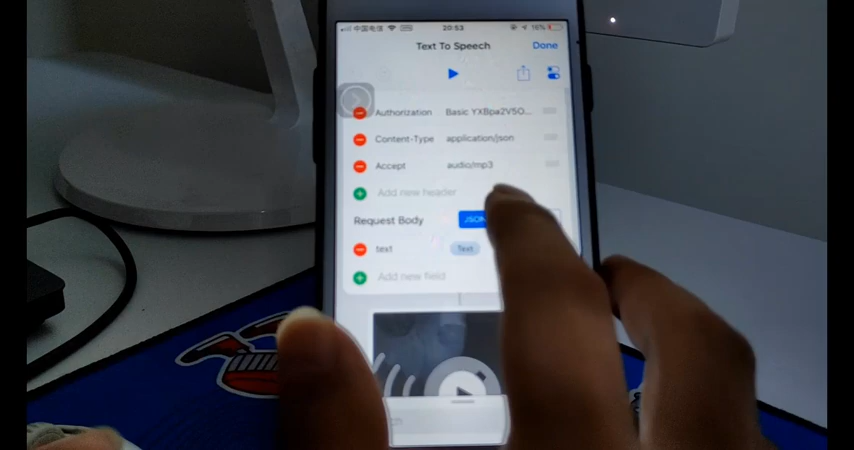 中国电信 20:53 16%
Text To Speech Done
Authorization Basic YXBpa2V5O...
Content-Type application/json
Accept audio/mp3
Add new header
Request Body JSON
text Text
Add new field